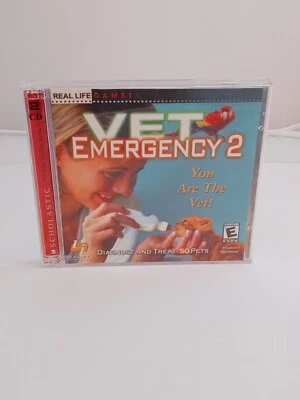 REAL LIFE GAMES
2
CD
SCHOLASTIC
VET
EMERGENCY 2
You
Are The
Vet!
DIAGNOSE AND TREAT 50 PETS
E